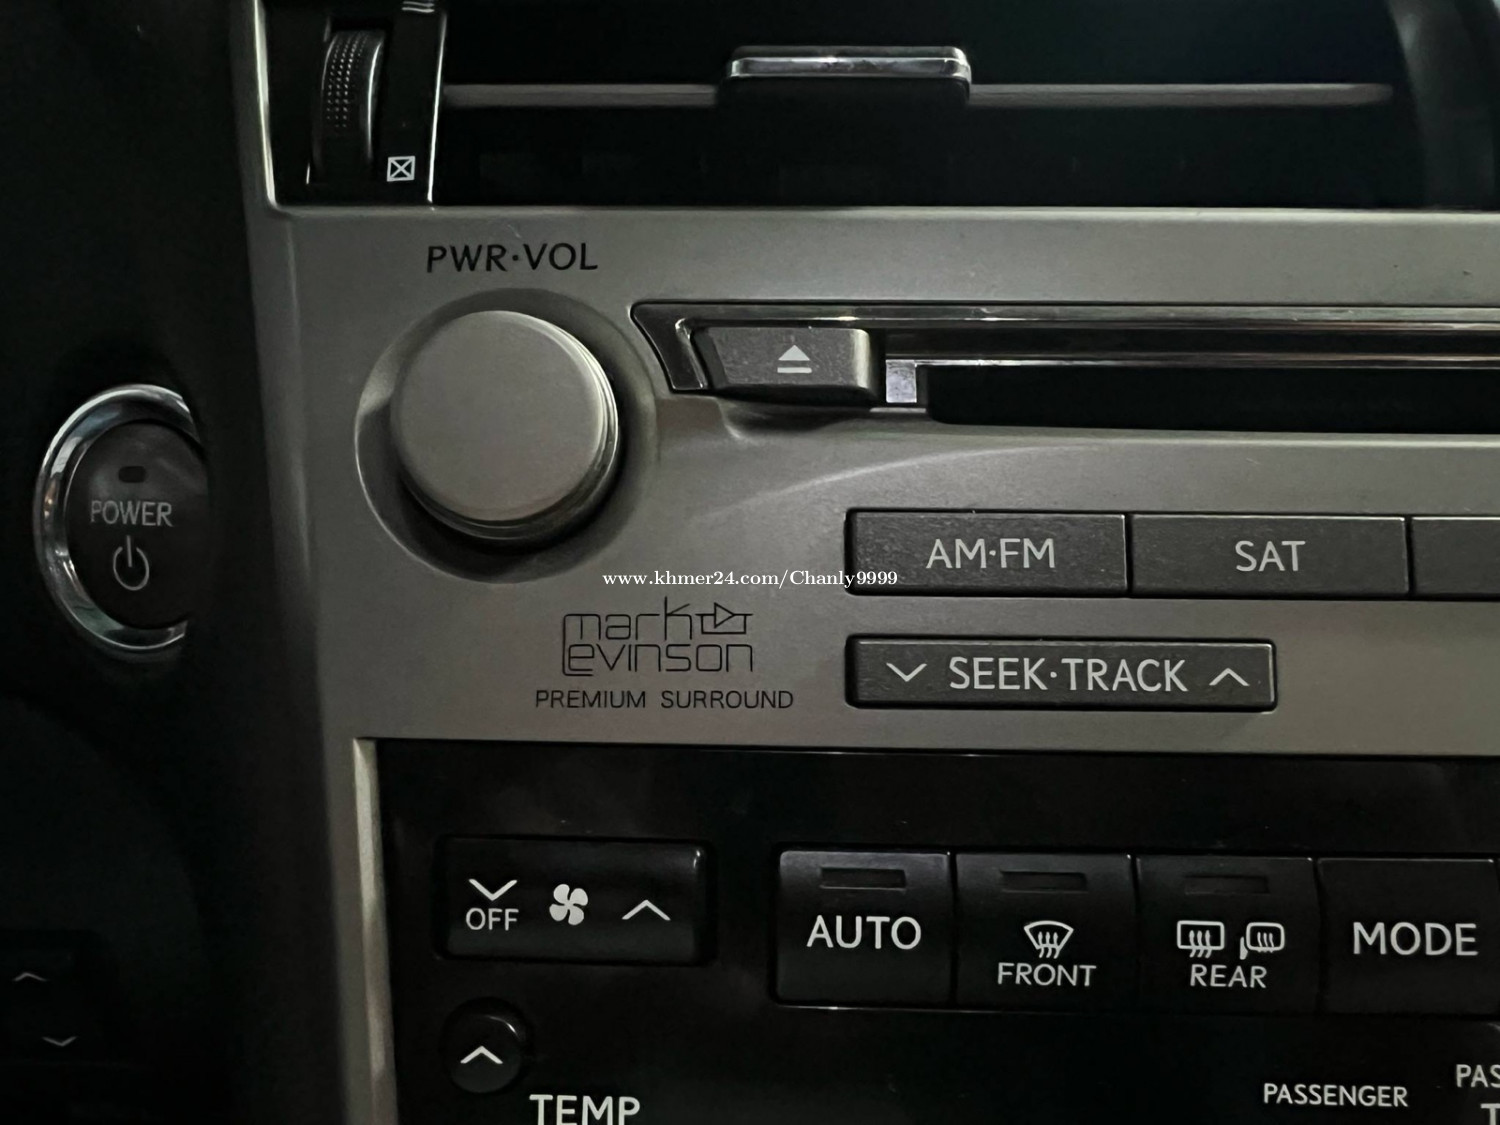 PWR·VOL
POWER
AM·FM
SAT
www.khmer24.com/Chanly9999
mark
Levinson
PREMIUM SURROUND
SEEK·TRACK
OFF
AUTO
FRONT
REAR
MODE
TEMP
PASSENGER
PAS